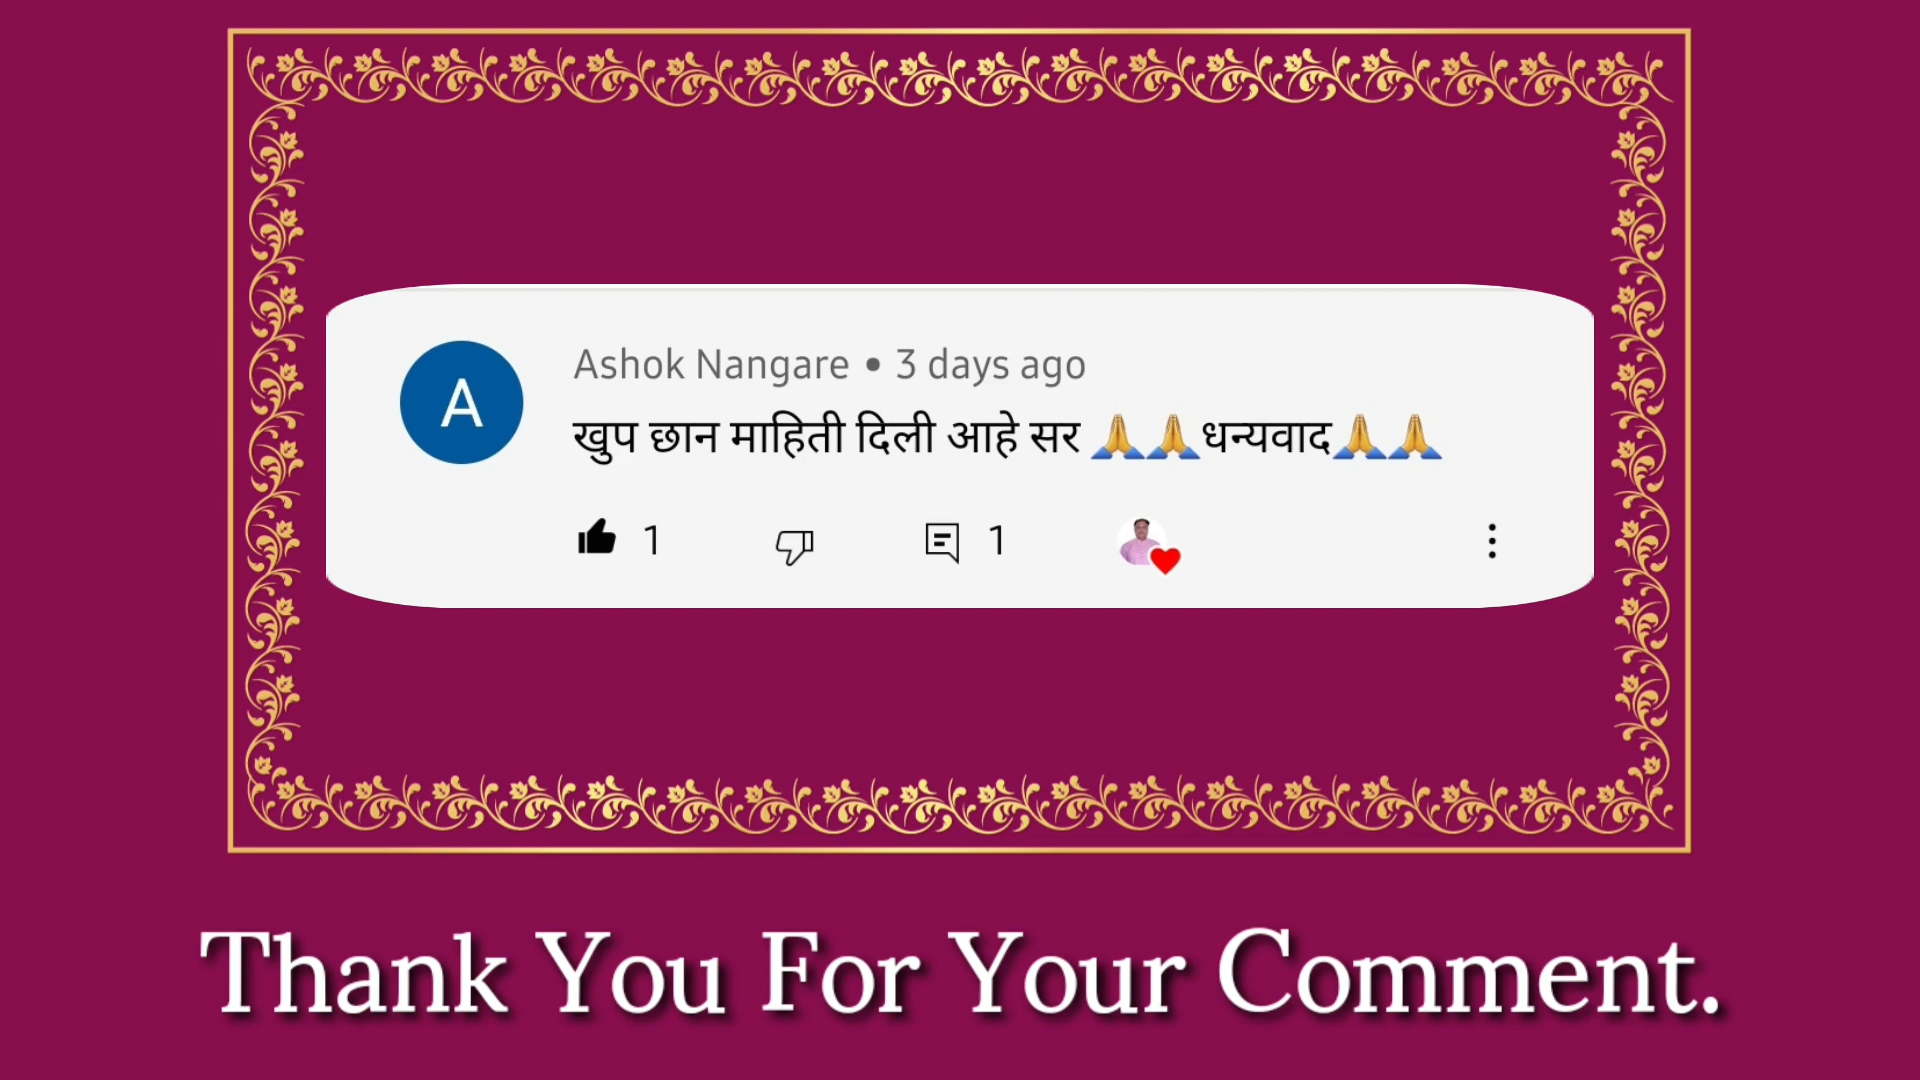 A
Ashok Nangare • 3 days ago
खुप छान माहिती दिली आहे सर 🙏🙏धन्यवाद🙏🙏
1 1
Thank You For Your Comment.